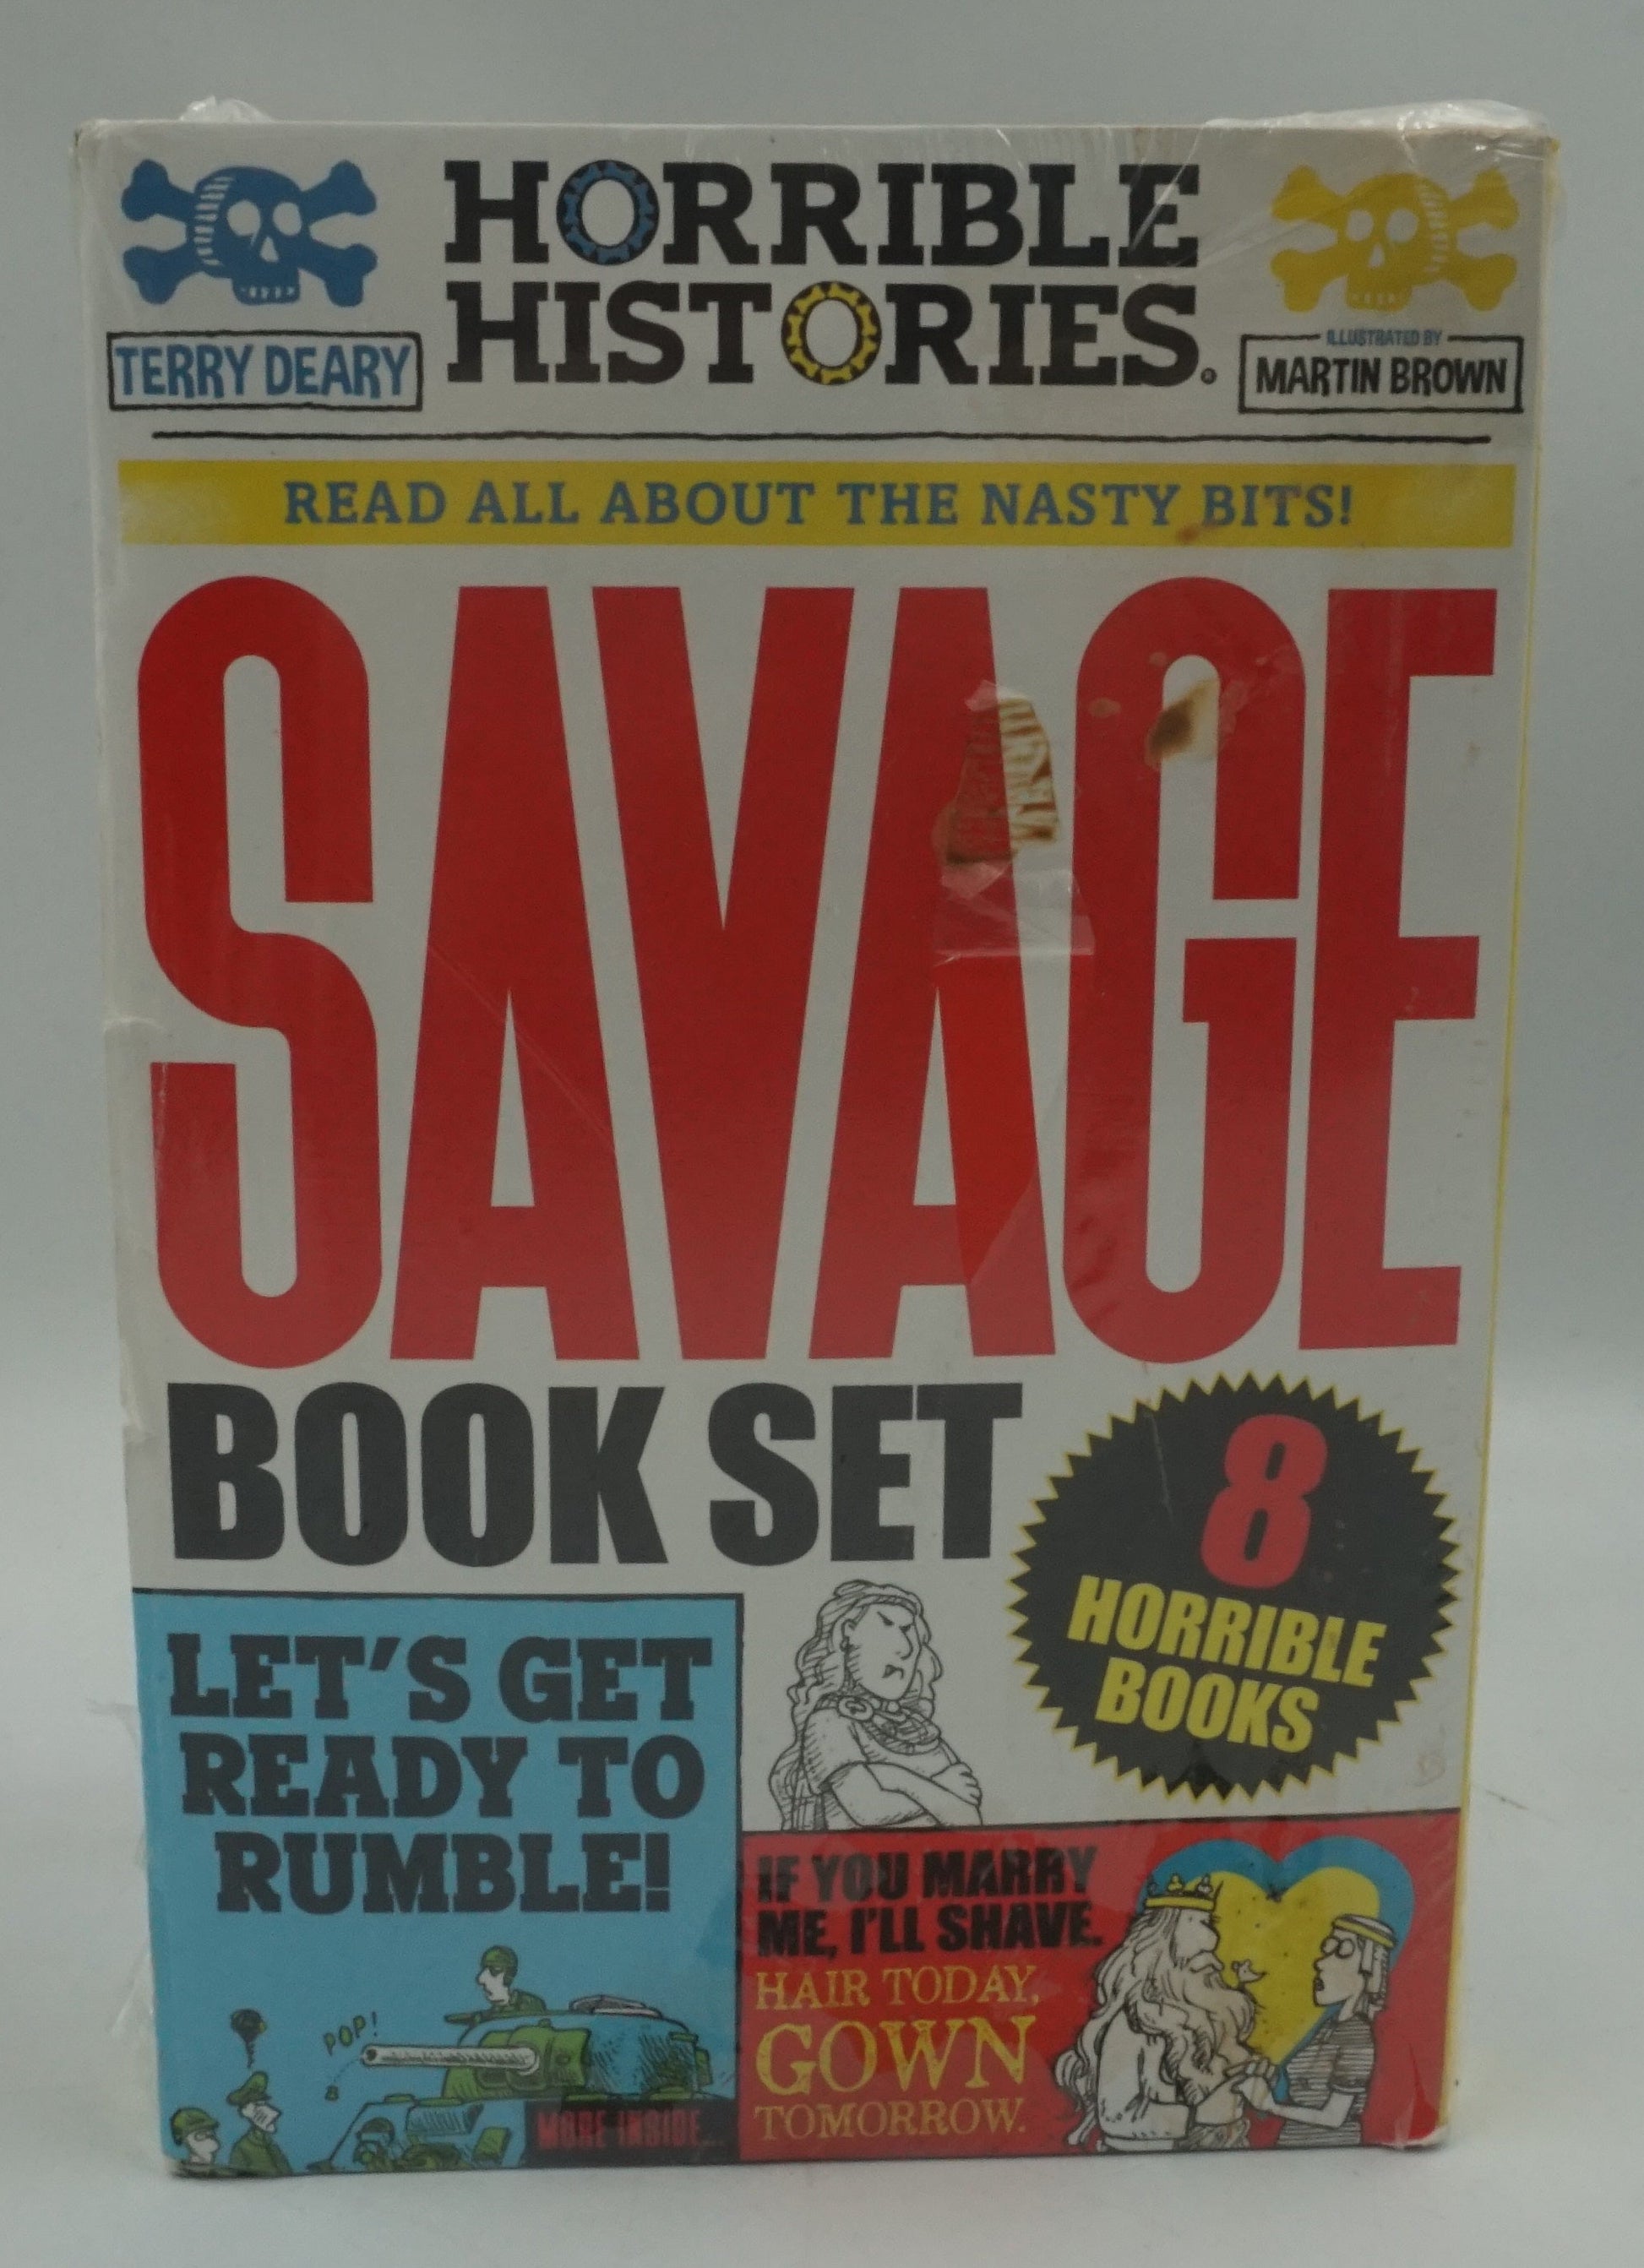 HORRIBLE
HISTORIES®
TERRY DEARY
ILLUSTRATED BY
MARTIN BROWN
READ ALL ABOUT THE NASTY BITS!
SAVAGE
BOOK SET
8
HORRIBLE
BOOKS
LET'S GET
READY TO
RUMBLE!
POP!
MORE INSIDE...
IF YOU MARRY
ME, I'LL SHAVE.
HAIR TODAY,
GOWN
TOMORROW.